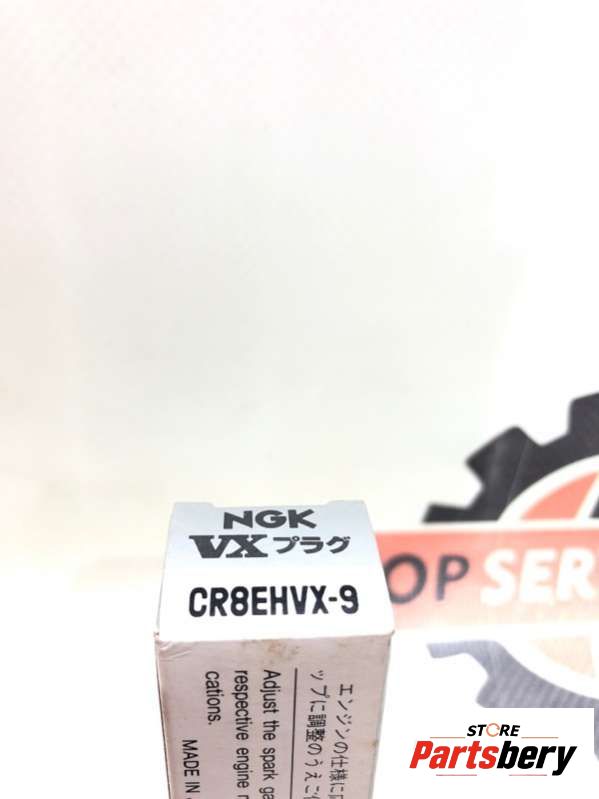 NGK
VXプラグ
CR8EHVX-9
エンジンの仕様に
ップに調整のうえご
Adjust the spark ga
respective engine m
cations.
MADE IN
OP SER
STORE
Partsbery